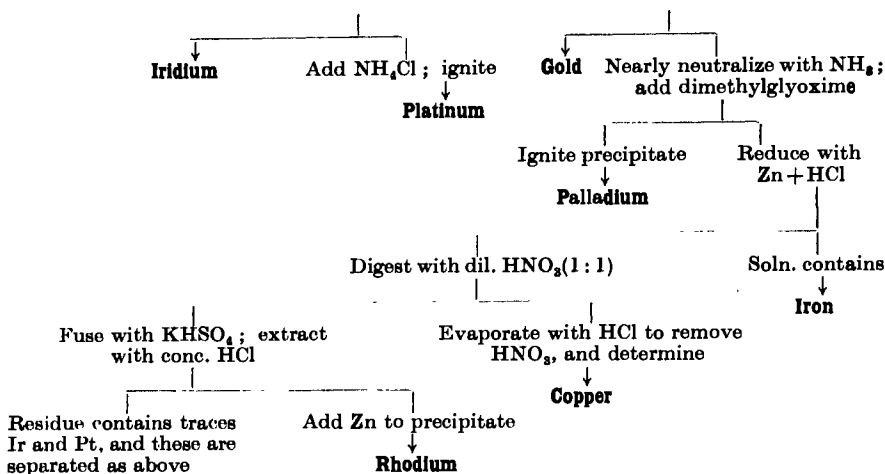 Iridium
Add NH₄Cl ; ignite
Platinum
Gold
Nearly neutralize with NH₃ ;
add dimethylglyoxime
Ignite precipitate
Palladium
Reduce with
Zn + HCl
Digest with dil. HNO₃(1 : 1)
Soln. contains
Iron
Fuse with KHSO₄ ; extract
with conc. HCl
Evaporate with HCl to remove
HNO₃, and determine
Copper
Residue contains traces
Ir and Pt, and these are
separated as above
Add Zn to precipitate
Rhodium